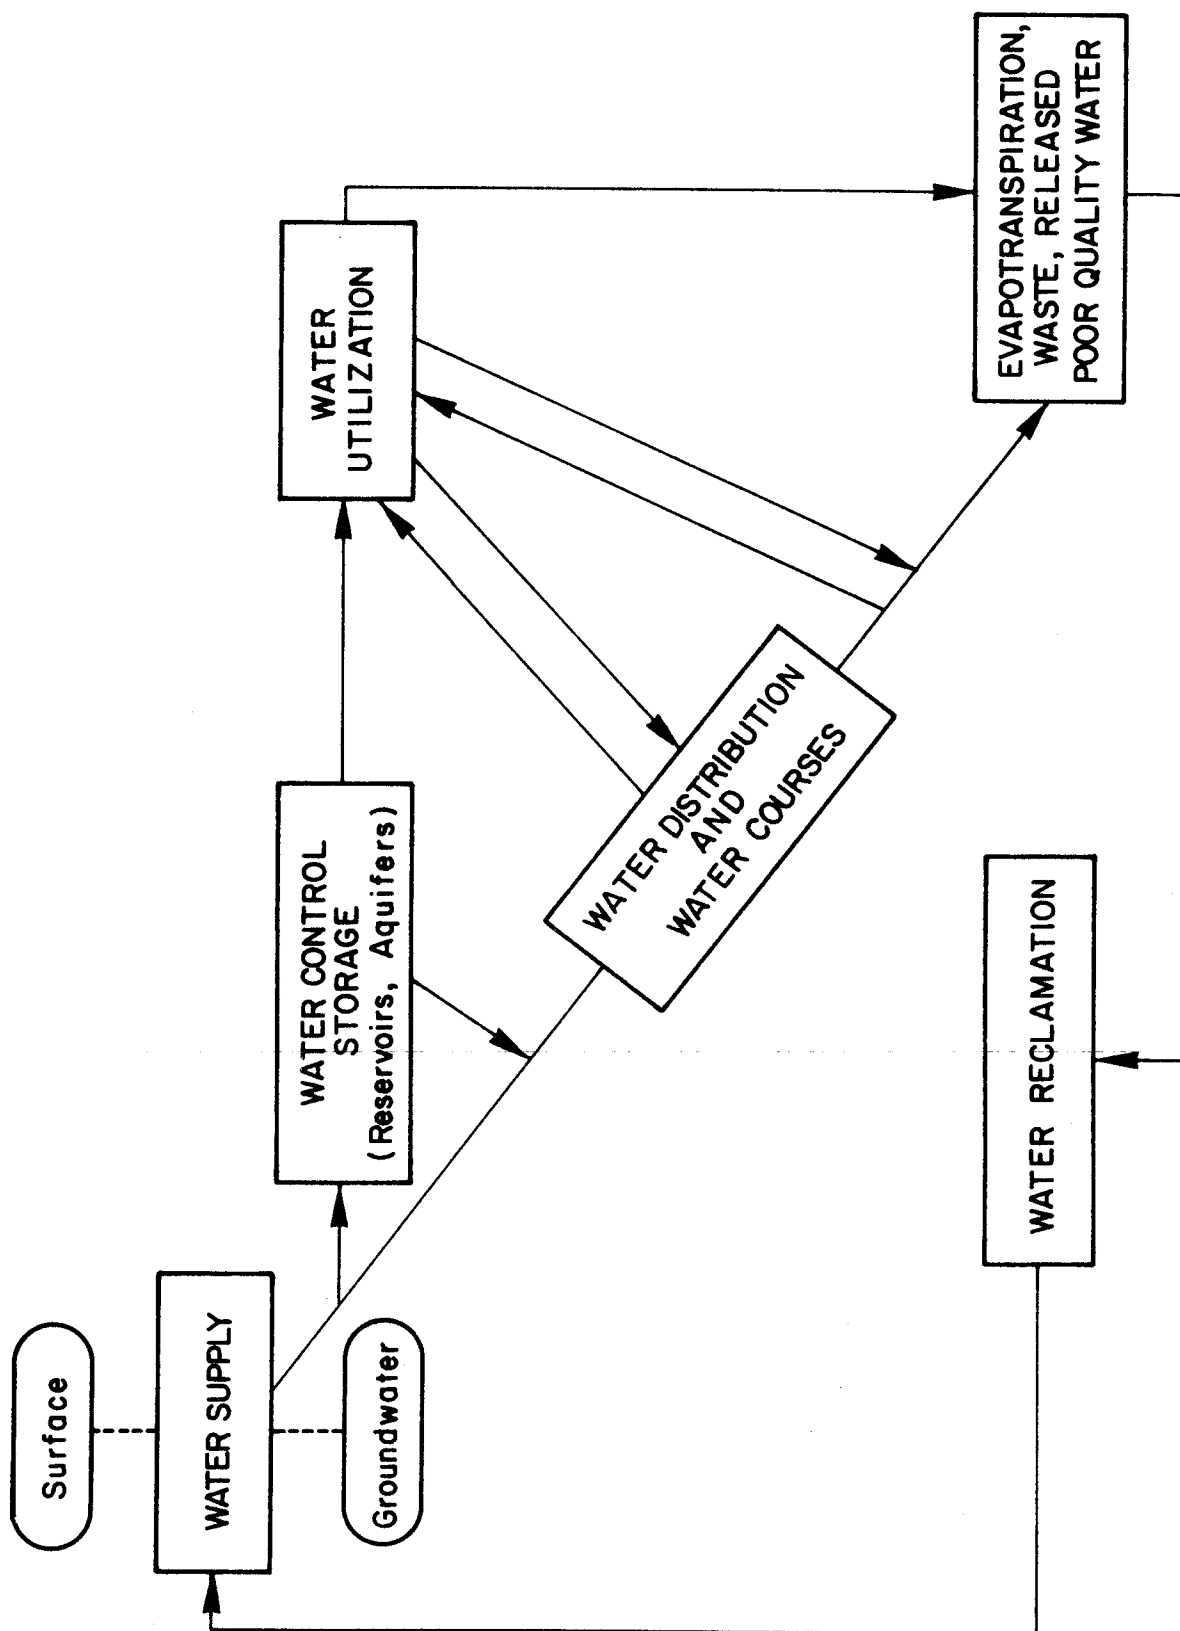 Surface
WATER SUPPLY
Groundwater
WATER CONTROL
STORAGE
(Reservoirs, Aquifers)
WATER
UTILIZATION
WATER DISTRIBUTION
AND
WATER COURSES
EVAPOTRANSPIRATION,
WASTE, RELEASED
POOR QUALITY WATER
WATER RECLAMATION